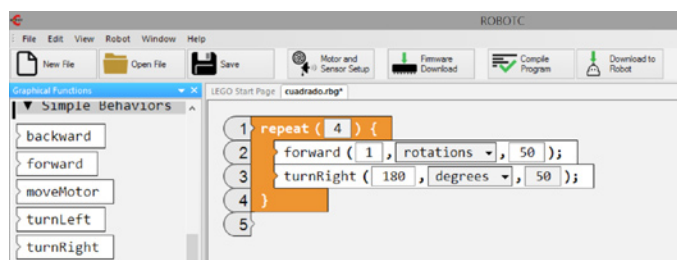 ROBOTC
File Edit View Robot Window Help
New File Open File Save Motor and Sensor Setup Firmware Download Compile Program Download to Robot
Graphical Functions LEGO Start Page cuadrado.rbg*
▼ Simple Behaviors
backward
forward
moveMotor
turnLeft
turnRight
1 repeat ( 4 ) {
2 forward ( 1 , rotations , 50 );
3 turnRight ( 180 , degrees , 50 );
4 }
5